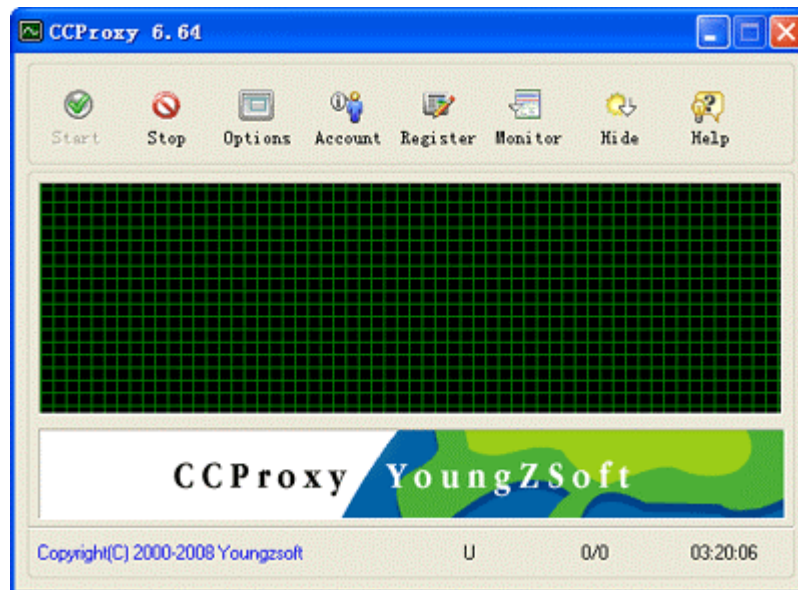 CCProxy 6.64
Start Stop Options Account Register Monitor Hide Help
CCProxy YoungZSoft
Copyright(C) 2000-2008 Youngzsoft U 0/0 03:20:06